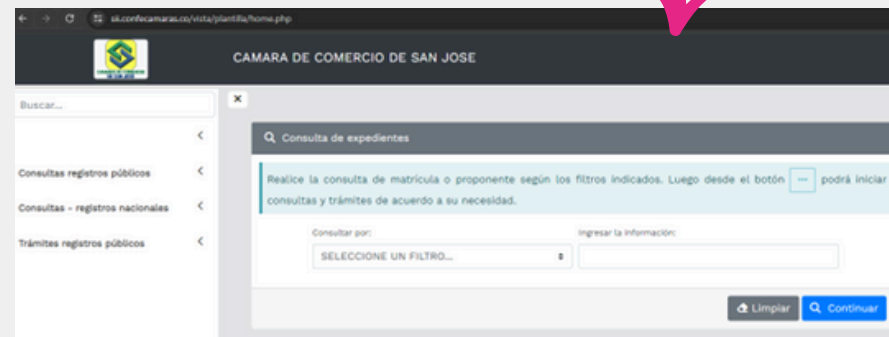 sii.confecamaras.co/vista/plantilla/home.php
CAMARA DE COMERCIO DE SAN JOSE
Buscar...
Consultas registros públicos
Consultas - registros nacionales
Trámites registros públicos
Consulta de expedientes
Realice la consulta de matrícula o proponente según los filtros indicados. Luego desde el botón ... podrá iniciar
consultas y trámites de acuerdo a su necesidad.
Consultar por:
Ingresar la información:
SELECCIONE UN FILTRO...
Limpiar
Continuar